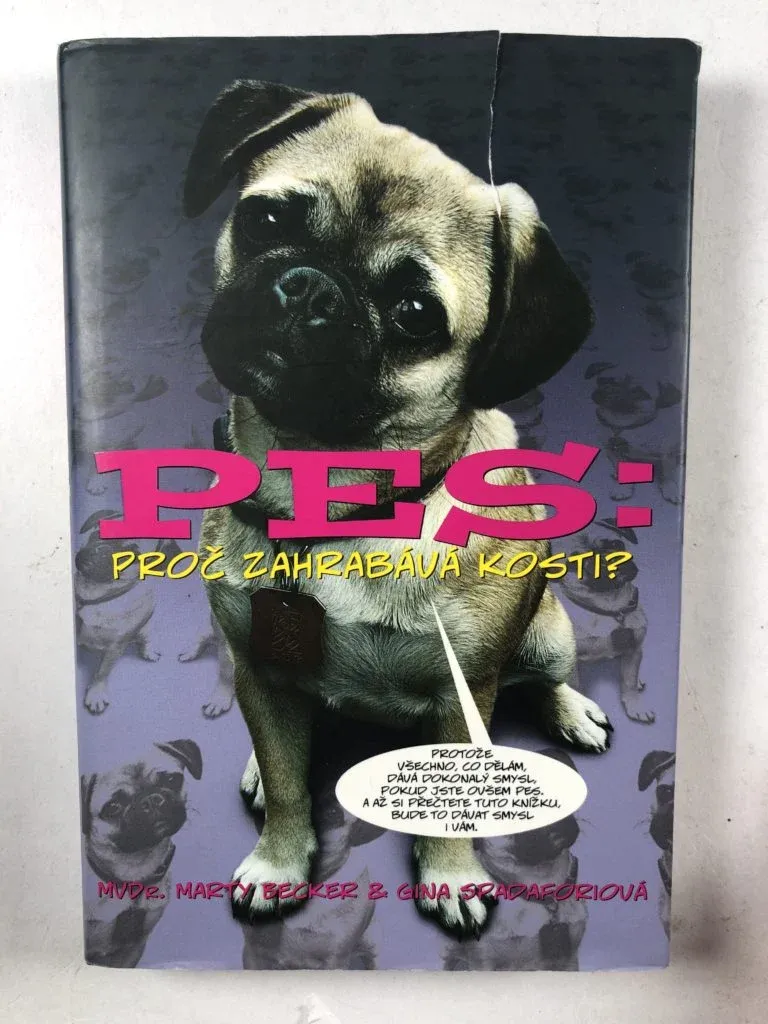 PES:
PROČ ZAHRABÁVÁ KOSTI?
PROTOŽE
VŠECHNO, CO DĚLÁM,
DÁVÁ DOKONALÝ SMYSL,
POKUD JSTE OVŠEM PES.
A AŽ SI PŘEČTETE TUTO KNÍŽKU,
BUDE TO DÁVAT SMYSL
I VÁM.
MVDr. MARTY BECKER & GINA SPADAFORIOVÁ